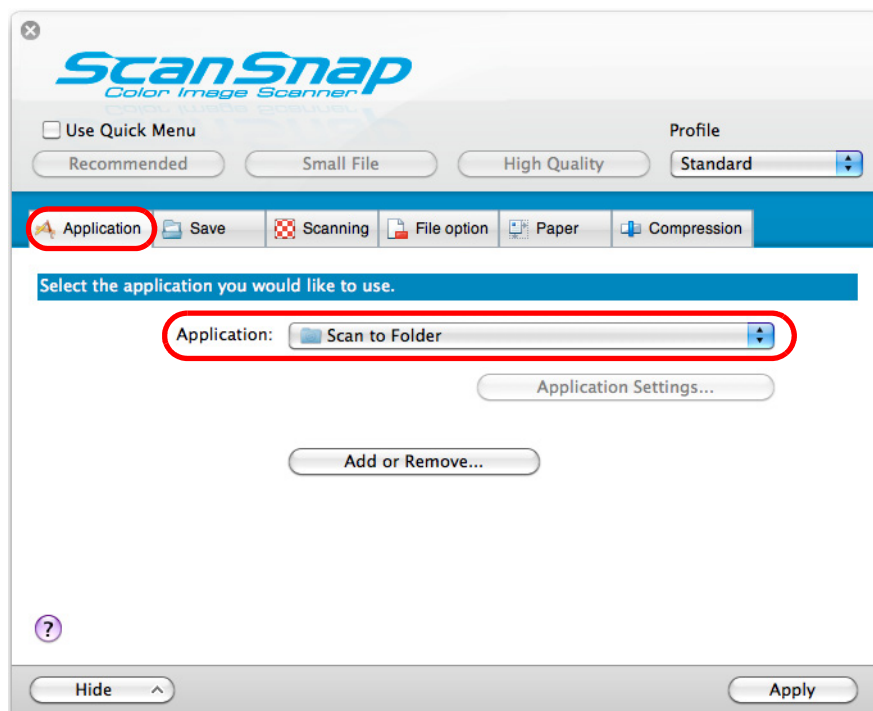 ScanSnap
Color Image Scanner
Use Quick Menu
Profile
Recommended Small File High Quality Standard
Application Save Scanning File option Paper Compression
Select the application you would like to use.
Application: Scan to Folder
Application Settings...
Add or Remove...
?
Hide Apply